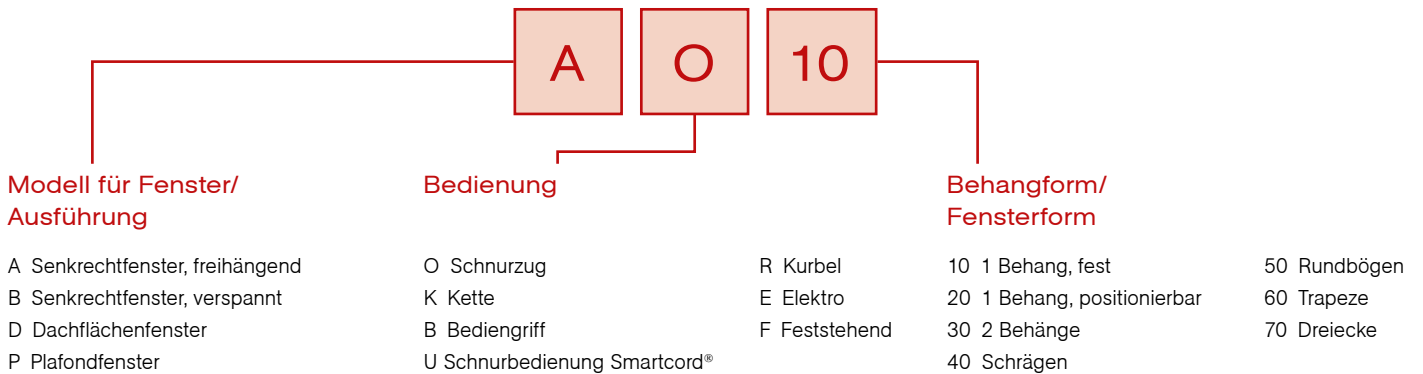 A O 10
Modell für Fenster/
Ausführung
A Senkrechtfenster, freihängend
B Senkrechtfenster, verspannt
D Dachflächenfenster
P Plafondfenster
Bedienung
O Schnurzug
K Kette
B Bediengriff
U Schnurbedienung Smartcord®
R Kurbel
E Elektro
F Feststehend
Behangform/
Fensterform
10 1 Behang, fest
20 1 Behang, positionierbar
30 2 Behänge
40 Schrägen
50 Rundbögen
60 Trapeze
70 Dreiecke